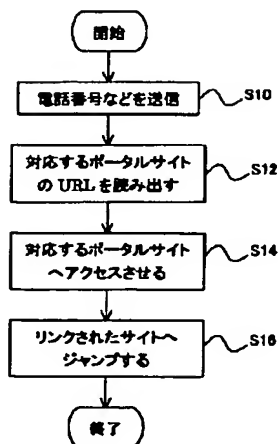 開始
電話番号などを送信
S10
対応するポータルサイト
の URL を読み出す
S12
対応するポータルサイト
へアクセスさせる
S14
リンクされたサイトへ
ジャンプする
S16
終了